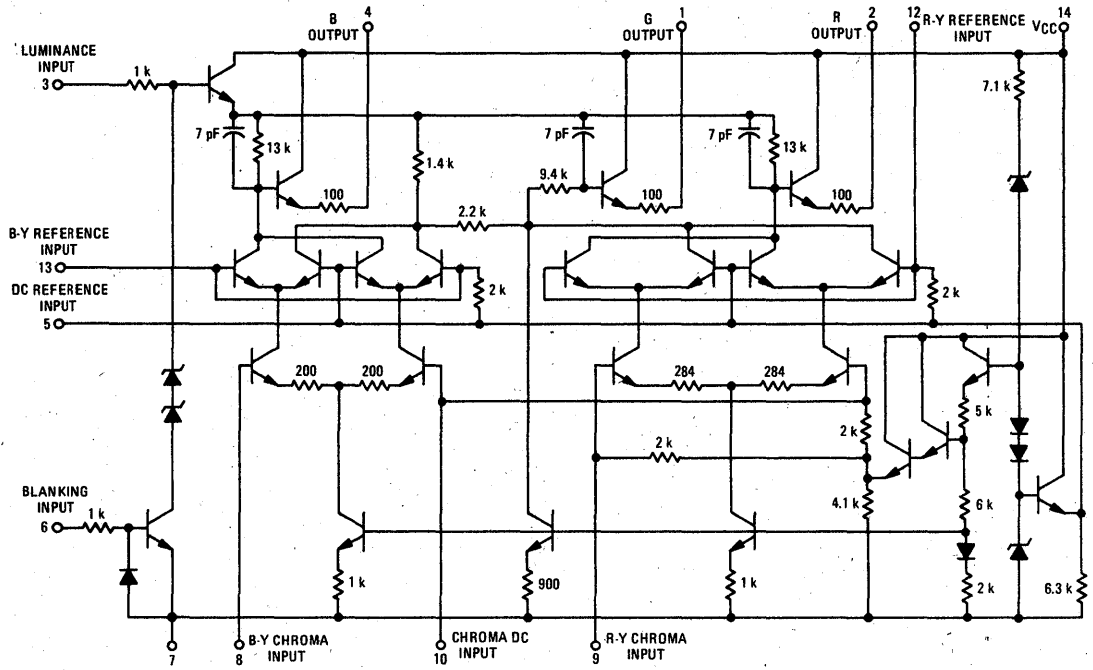 4
1
2
12
14
B
OUTPUT
G
OUTPUT
R
OUTPUT
R-Y REFERENCE
INPUT
VCC
LUMINANCE
INPUT
3
1 k
7.1 k
7 pF
13 k
1.4 k
7 pF
9.4 k
7 pF
13 k
100
100
100
2.2 k
B-Y REFERENCE
INPUT
13
DC REFERENCE
INPUT
5
2 k
2 k
200
200
284
284
5 k
2 k
2 k
BLANKING
INPUT
6
1 k
4.1 k
6 k
1 k
900
1 k
2 k
6.3 k
7
8
B-Y CHROMA
INPUT
10
CHROMA DC
INPUT
9
R-Y CHROMA
INPUT